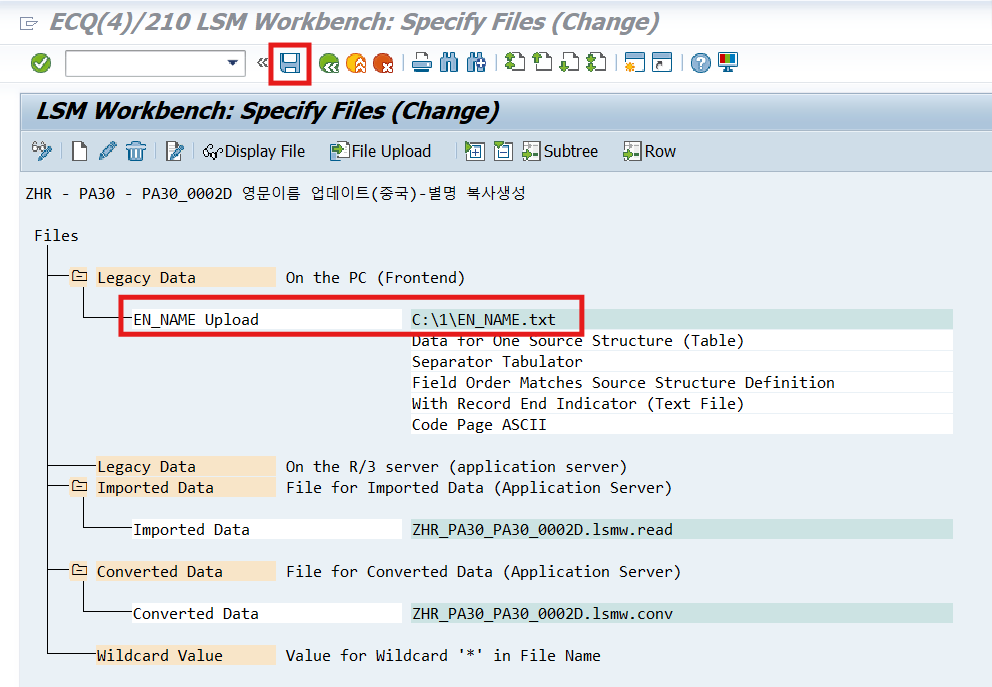 ECQ(4)/210 LSM Workbench: Specify Files (Change)
LSM Workbench: Specify Files (Change)
Display File File Upload Subtree Row
ZHR - PA30 - PA30_0002D 영문이름 업데이트(중국)-별명 복사생성
Files
Legacy Data On the PC (Frontend)
EN_NAME Upload C:\1\EN_NAME.txt
Data for One Source Structure (Table)
Separator Tabulator
Field Order Matches Source Structure Definition
With Record End Indicator (Text File)
Code Page ASCII
Legacy Data On the R/3 server (application server)
Imported Data File for Imported Data (Application Server)
Imported Data ZHR_PA30_PA30_0002D.lsmw.read
Converted Data File for Converted Data (Application Server)
Converted Data ZHR_PA30_PA30_0002D.lsmw.conv
Wildcard Value Value for Wildcard '*' in File Name